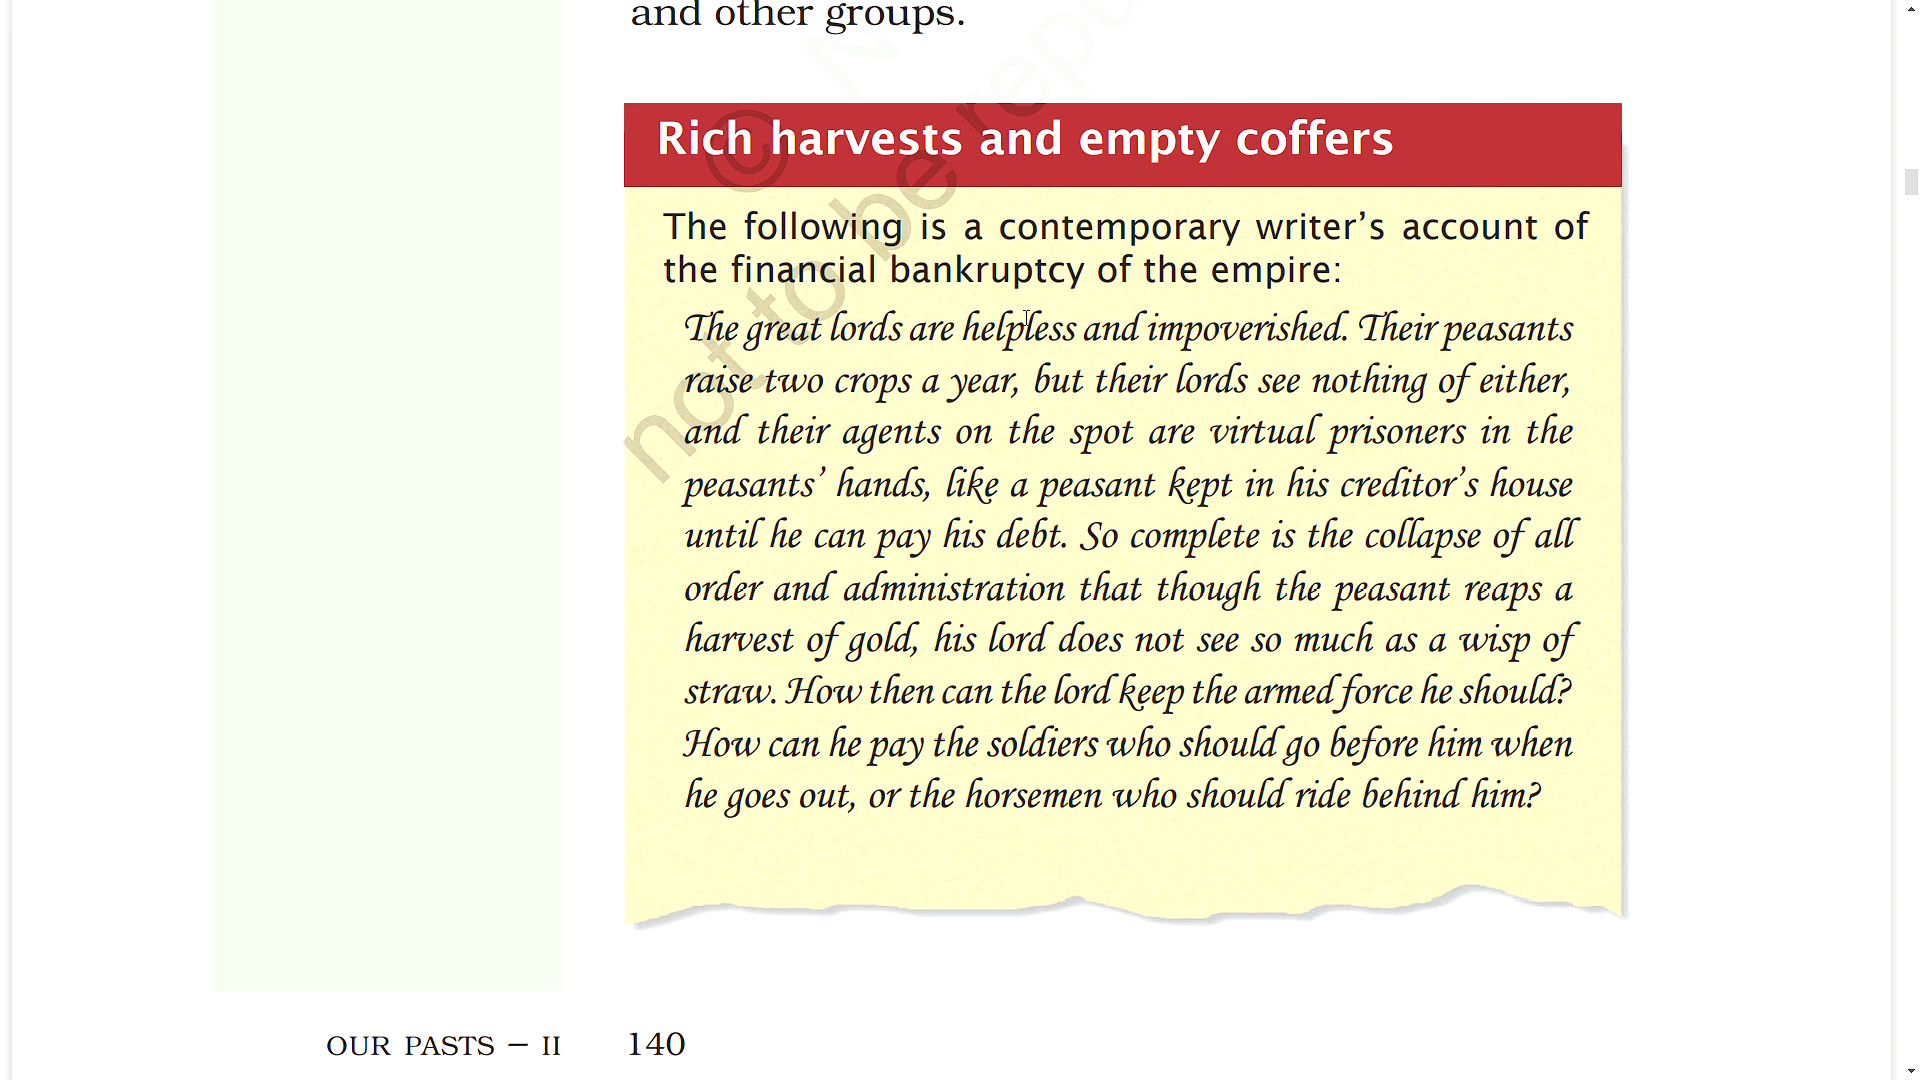 and other groups.
Rich harvests and empty coffers
The following is a contemporary writer's account of
the financial bankruptcy of the empire:
The great lords are helpless and impoverished. Their peasants
raise two crops a year, but their lords see nothing of either,
and their agents on the spot are virtual prisoners in the
peasants' hands, like a peasant kept in his creditor's house
until he can pay his debt. So complete is the collapse of all
order and administration that though the peasant reaps a
harvest of gold, his lord does not see so much as a wisp of
straw. How then can the lord keep the armed force he should?
How can he pay the soldiers who should go before him when
he goes out, or the horsemen who should ride behind him?
OUR PASTS – II 140
©
not to be repu